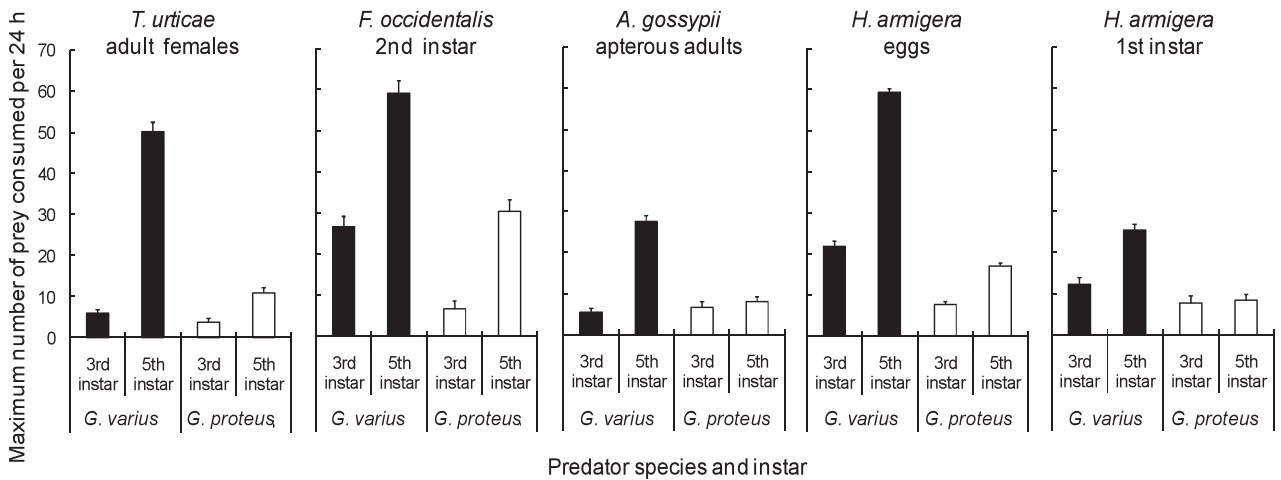 Maximum number of prey consumed per 24 h
T. urticae
adult females
F. occidentalis
2nd instar
A. gossypii
apterous adults
H. armigera
eggs
H. armigera
1st instar
70
60
50
40
30
20
10
0
3rd
instar
5th
instar
3rd
instar
5th
instar
G. varius
G. proteus,
3rd
instar
5th
instar
3rd
instar
5th
instar
G. varius
G. proteus
3rd
instar
5th
instar
3rd
instar
5th
instar
G. varius
G. proteus
3rd
instar
5th
instar
3rd
instar
5th
instar
G. varius
G. proteus
3rd
instar
5th
instar
3rd
instar
5th
instar
G. varius
G. proteus
Predator species and instar